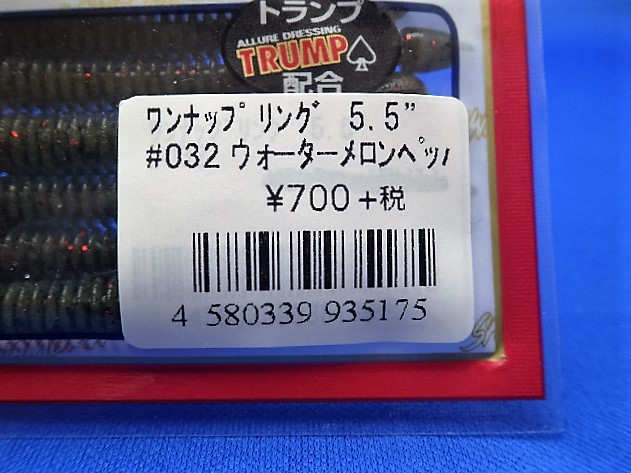 トランプ
ALLURE DRESSING
TRUMP
配合
ﾜﾝﾅｯﾌﾟ ﾘﾝｸﾞ 5.5"
#032 ウォーターメロンペッパ
¥700+税
4 580339 935175